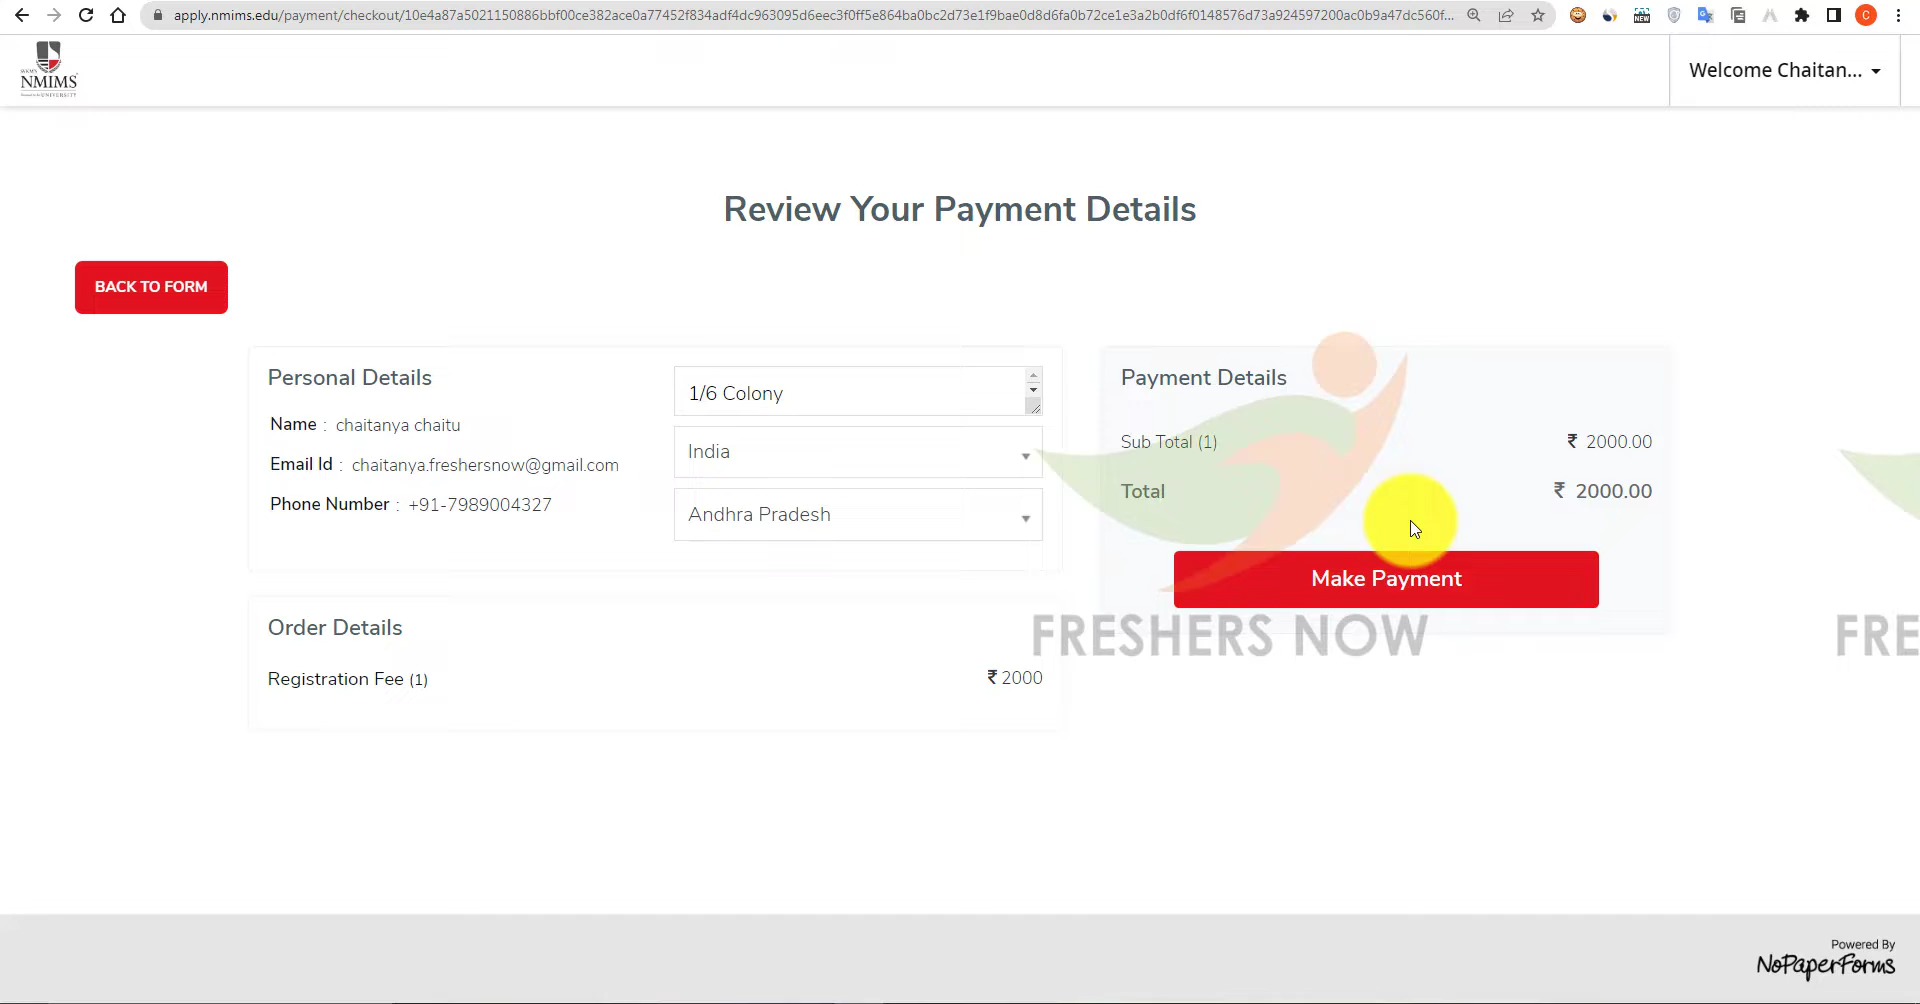 apply.nmims.edu/payment/checkout/10e4a87a5021150886bbf00ce382ace0a77452f834adf4dc963095d6eec3f0ff5e864ba0bc2d73e1f9bae0d8d6fa0b72ce1e3a2b0df6f0148576d73a924597200ac0b9a47dc560f...
NEW
C
NMIMS
UNIVERSITY
Welcome Chaitan...
Review Your Payment Details
BACK TO FORM
Personal Details
Name : chaitanya chaitu
Email Id : chaitanya.freshersnow@gmail.com
Phone Number : +91-7989004327
1/6 Colony
India
Andhra Pradesh
Payment Details
Sub Total (1) ₹ 2000.00
Total ₹ 2000.00
Make Payment
FRESHERS NOW
FRE
Order Details
Registration Fee (1) ₹ 2000
Powered By
NoPaperForms